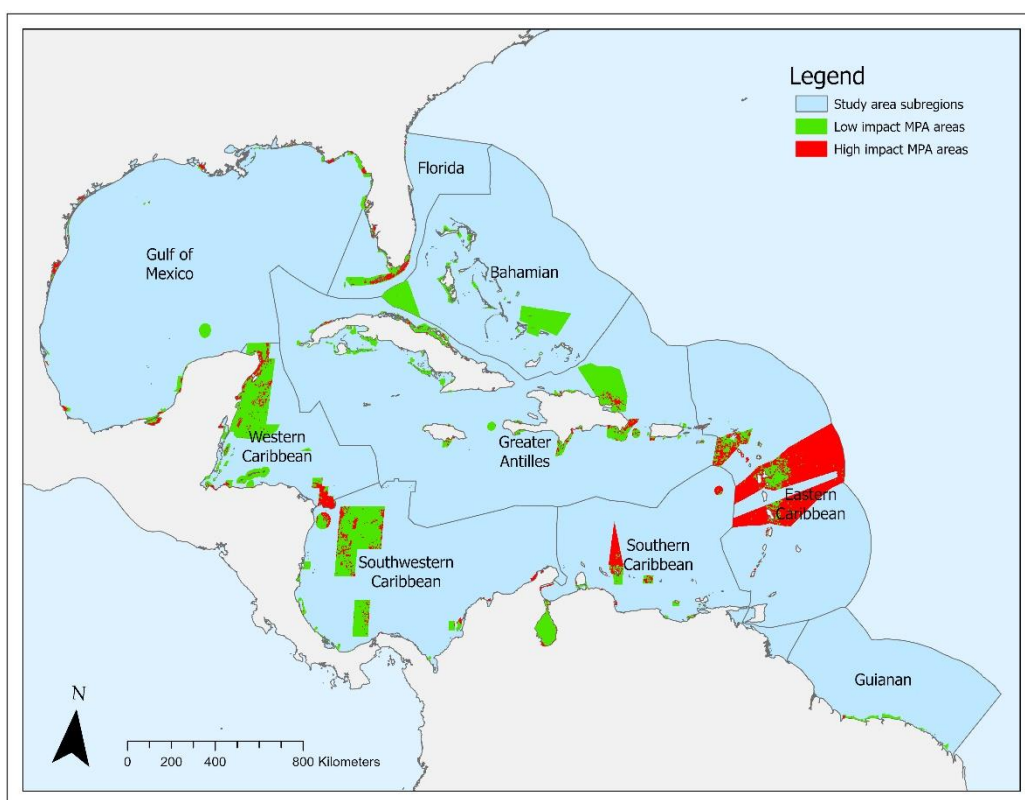 Legend
Study area subregions
Low impact MPA areas
High impact MPA areas
Florida
Gulf of
Mexico
Bahamian
Western
Caribbean
Greater
Antilles
Eastern
Caribbean
Southwestern
Caribbean
Southern
Caribbean
Guianan
N
0 200 400 800 Kilometers